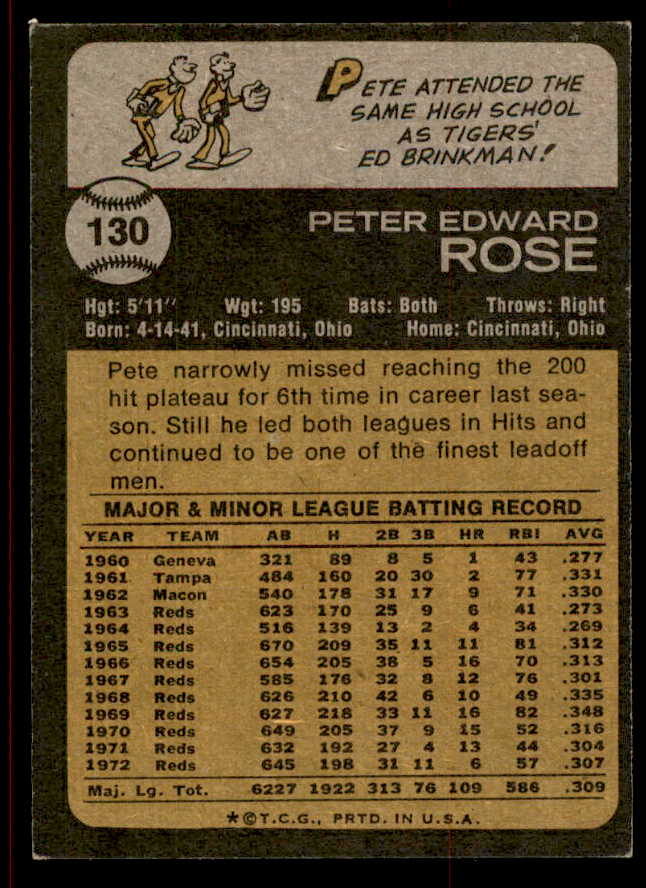 PETE ATTENDED THE
SAME HIGH SCHOOL
AS TIGERS'
ED BRINKMAN!
130
PETER EDWARD
ROSE
Hgt: 5'11" Wgt: 195 Bats: Both Throws: Right
Born: 4-14-41, Cincinnati, Ohio Home: Cincinnati, Ohio
Pete narrowly missed reaching the 200
hit plateau for 6th time in career last sea-
son. Still he led both leagues in Hits and
continued to be one of the finest leadoff
men.
MAJOR & MINOR LEAGUE BATTING RECORD
YEAR TEAM AB H 2B 3B HR RBI AVG
1960 Geneva 321 89 8 5 1 43 .277
1961 Tampa 484 160 20 30 2 77 .331
1962 Macon 540 178 31 17 9 71 .330
1963 Reds 623 170 25 9 6 41 .273
1964 Reds 516 139 13 2 4 34 .269
1965 Reds 670 209 35 11 11 81 .312
1966 Reds 654 205 38 5 16 70 .313
1967 Reds 585 176 32 8 12 76 .301
1968 Reds 626 210 42 6 10 49 .335
1969 Reds 627 218 33 11 16 82 .348
1970 Reds 649 205 37 9 15 52 .316
1971 Reds 632 192 27 4 13 44 .304
1972 Reds 645 198 31 11 6 57 .307
Maj. Lg. Tot. 6227 1922 313 76 109 586 .309
*©T.C.G., PRTD. IN U.S.A.